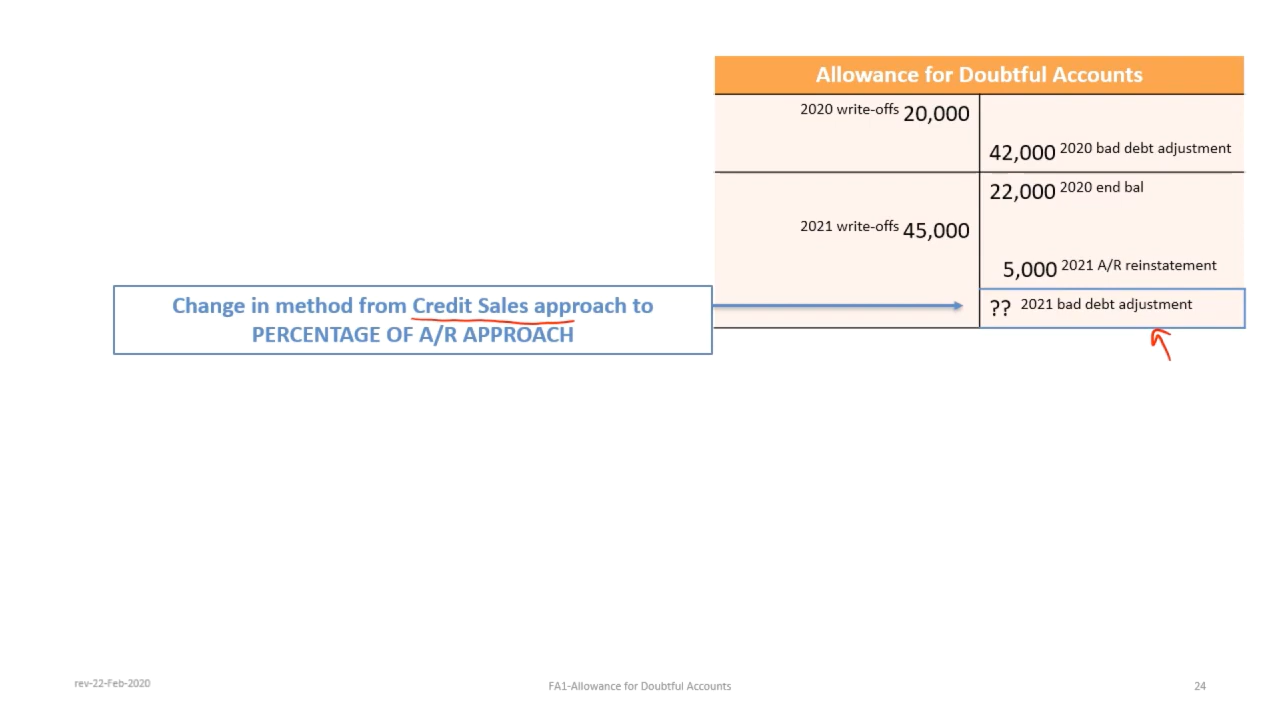 Allowance for Doubtful Accounts
2020 write-offs 20,000
42,000 2020 bad debt adjustment
22,000 2020 end bal
2021 write-offs 45,000
5,000 2021 A/R reinstatement
Change in method from Credit Sales approach to
PERCENTAGE OF A/R APPROACH
?? 2021 bad debt adjustment
rev-22-Feb-2020
FA1-Allowance for Doubtful Accounts
24